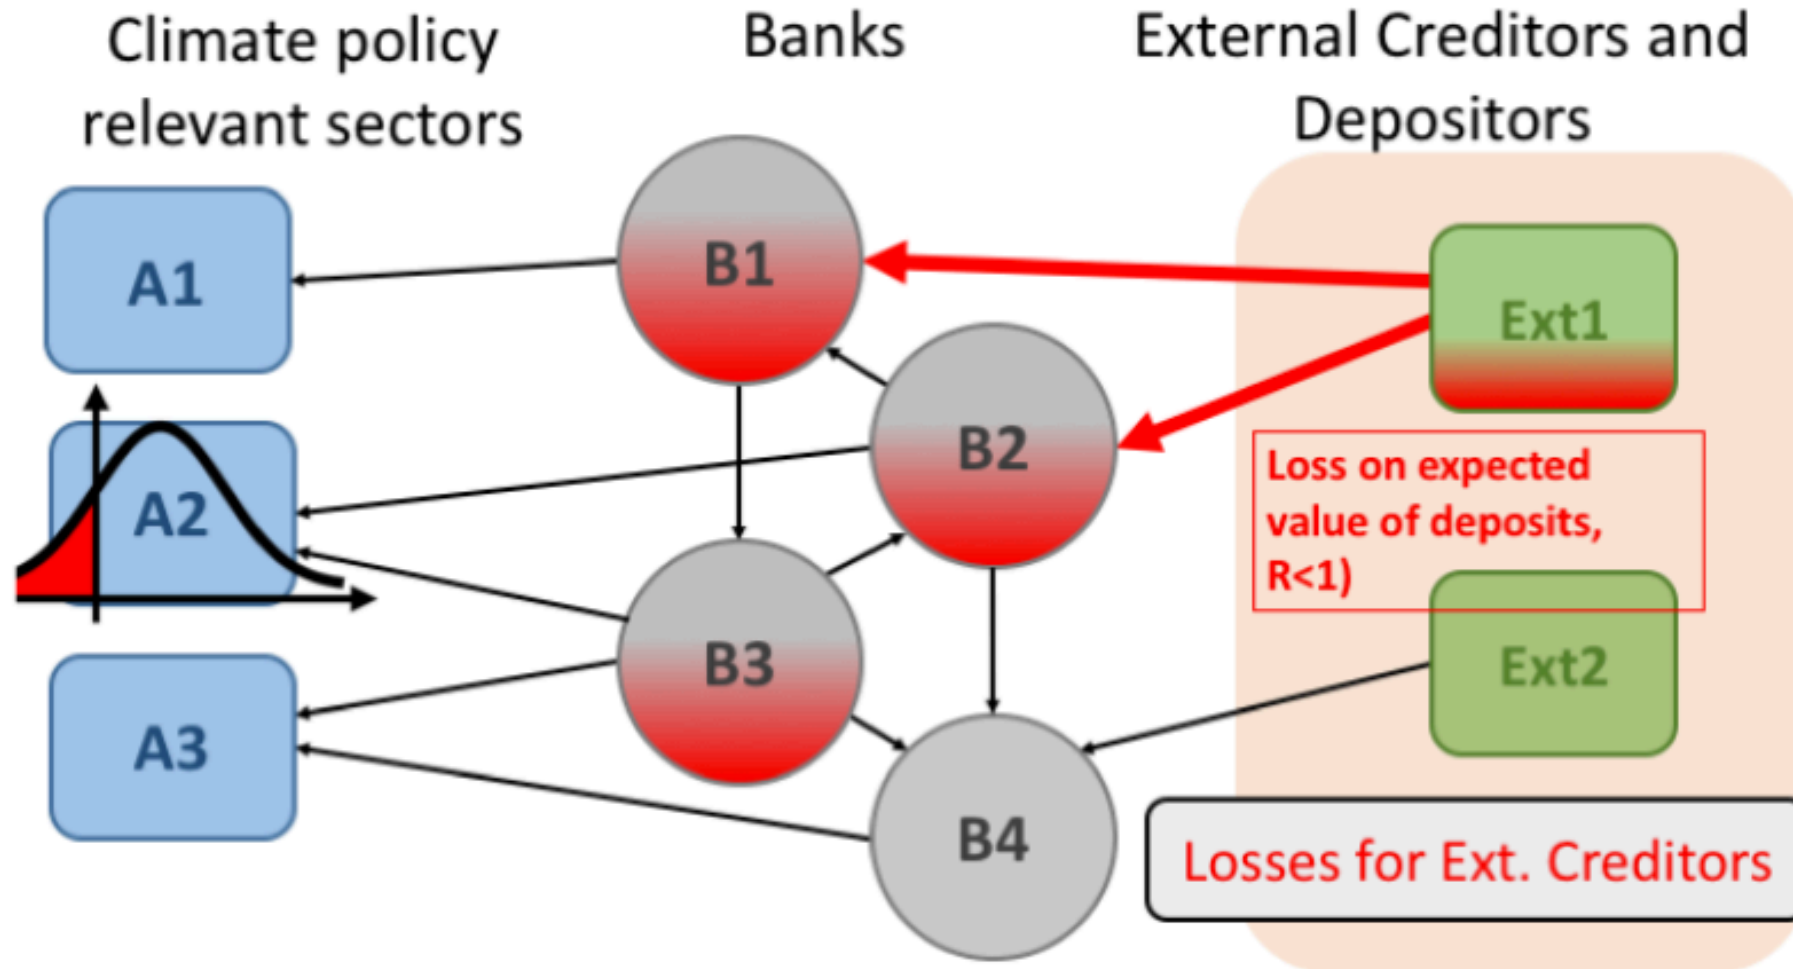 Climate policy
relevant sectors
Banks
External Creditors and
Depositors
A1
A2
A3
B1
B2
B3
B4
Ext1
Loss on expected
value of deposits,
R<1)
Ext2
Losses for Ext. Creditors